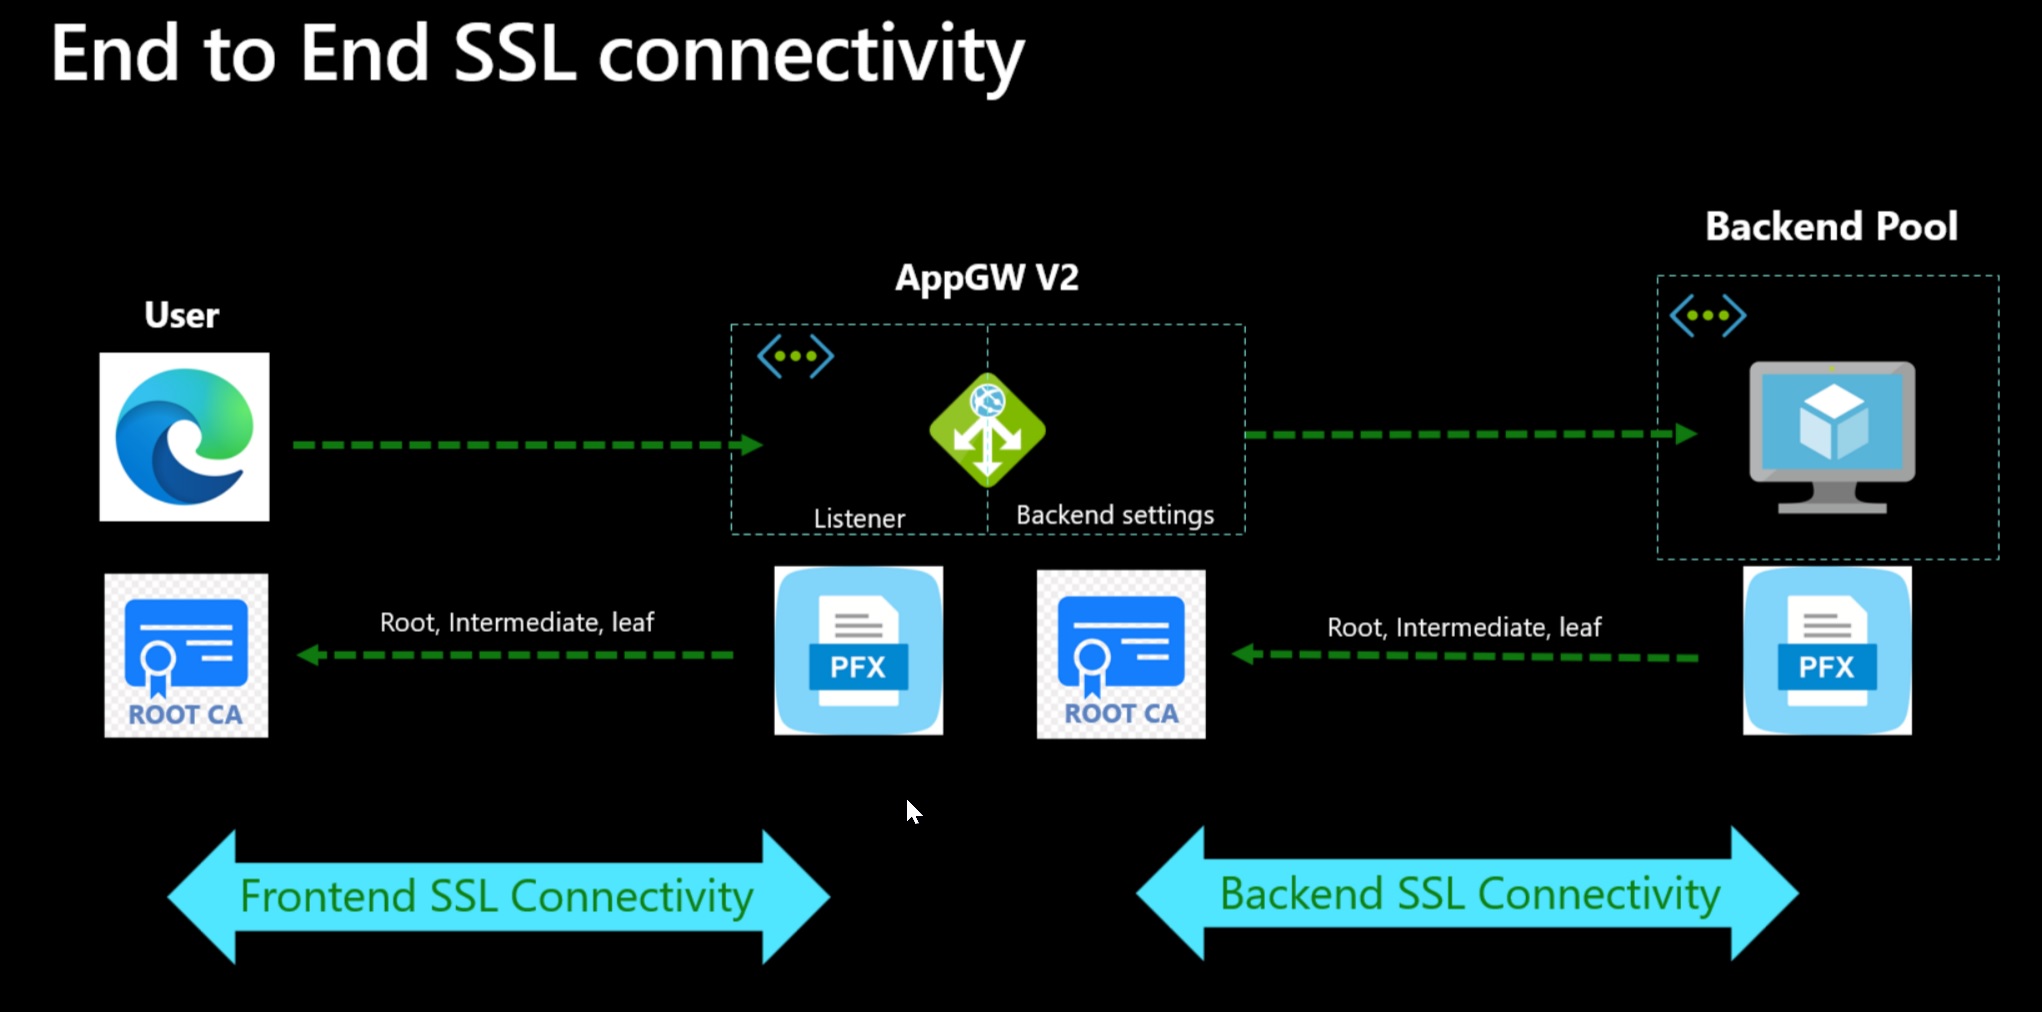 End to End SSL connectivity
Backend Pool
AppGW V2
User
Listener
Backend settings
Root, Intermediate, leaf
Root, Intermediate, leaf
PFX
PFX
ROOT CA
ROOT CA
Frontend SSL Connectivity
Backend SSL Connectivity